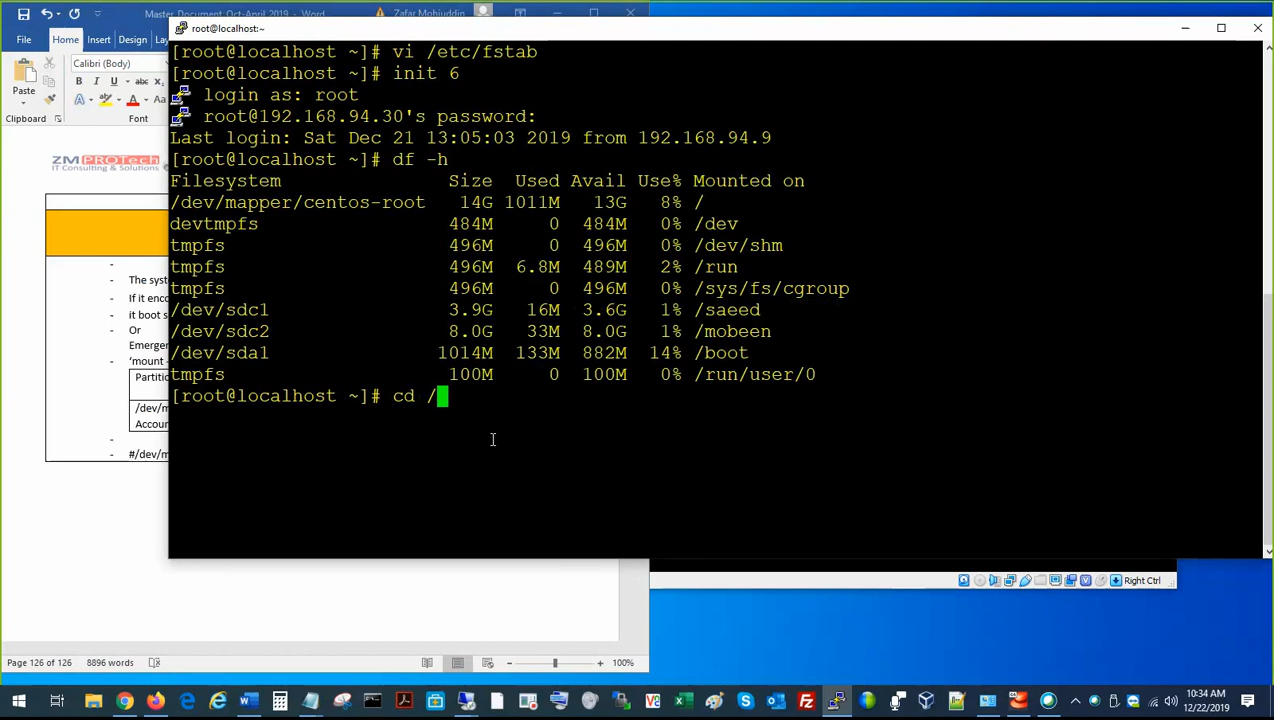 Master Document Oct-April 2019 - Word
Zafar Mohiuddin
File Home Insert Design
Calibri (Body)
Paste
B I U abc
Clipboard
Font
ZMPROTech
IT Consulting & Solutions
- The syst
- If it enco
- it boot s
- Or
Emergen
- 'mount -
Partitio
/dev/m
Accoun
- #/dev/m
root@localhost:~
[root@localhost ~]# vi /etc/fstab
[root@localhost ~]# init 6
login as: root
root@192.168.94.30's password:
Last login: Sat Dec 21 13:05:03 2019 from 192.168.94.9
[root@localhost ~]# df -h
Filesystem Size Used Avail Use% Mounted on
/dev/mapper/centos-root 14G 1011M 13G 8% /
devtmpfs 484M 0 484M 0% /dev
tmpfs 496M 0 496M 0% /dev/shm
tmpfs 496M 6.8M 489M 2% /run
tmpfs 496M 0 496M 0% /sys/fs/cgroup
/dev/sdc1 3.9G 16M 3.6G 1% /saeed
/dev/sdc2 8.0G 33M 8.0G 1% /mobeen
/dev/sda1 1014M 133M 882M 14% /boot
tmpfs 100M 0 100M 0% /run/user/0
[root@localhost ~]# cd /
Right Ctrl
Page 126 of 126 8896 words
100%
10:34 AM
12/22/2019